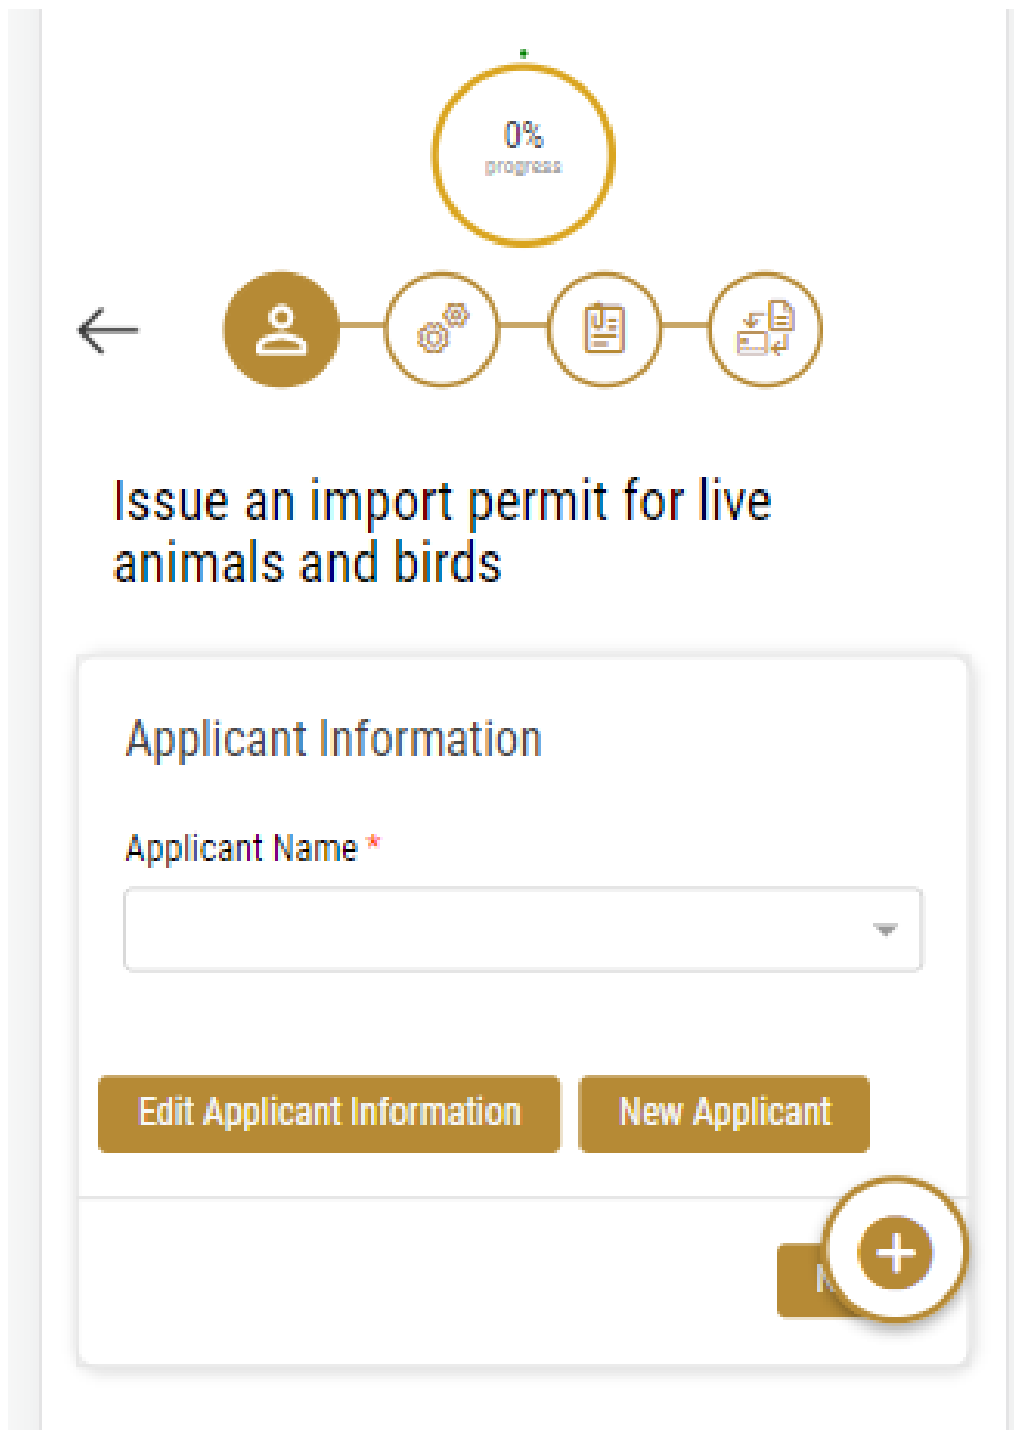 0%
progress
Issue an import permit for live
animals and birds
Applicant Information
Applicant Name *
Edit Applicant Information
New Applicant